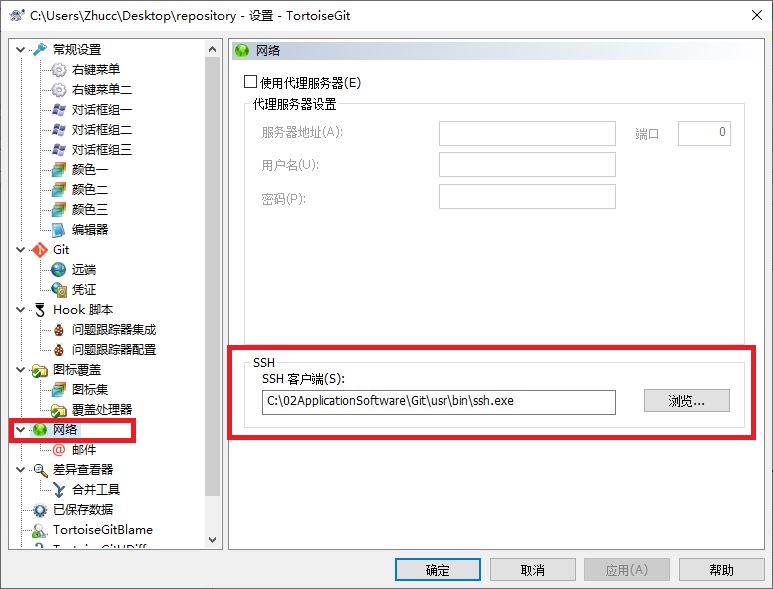 C:\Users\Zhucc\Desktop\repository - 设置 - TortoiseGit
常规设置
右键菜单
右键菜单二
对话框组一
对话框组二
对话框组三
颜色一
颜色二
颜色三
编辑器
Git
远端
凭证
Hook 脚本
问题跟踪器集成
问题跟踪器配置
图标覆盖
图标集
覆盖处理器
网络
邮件
差异查看器
合并工具
已保存数据
TortoiseGitBlame
TortoiseGitUDiff
网络
使用代理服务器(E)
代理服务器设置
服务器地址(A):
端口
0
用户名(U):
密码(P):
SSH
SSH 客户端(S):
C:\02ApplicationSoftware\Git\usr\bin\ssh.exe
浏览...
确定
取消
应用(A)
帮助